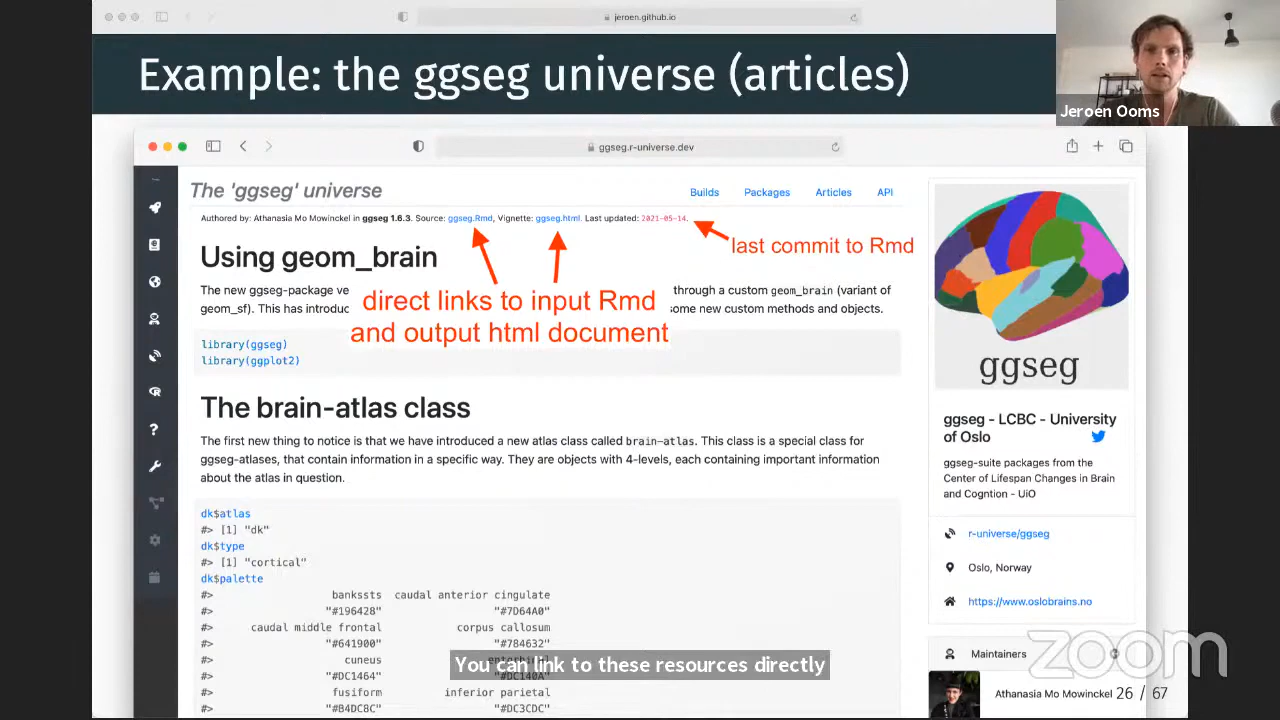 jeroen.github.io
Example: the ggseg universe (articles)
Jeroen Ooms
ggseg.r-universe.dev
The 'ggseg' universe
Builds Packages Articles API
Authored by: Athanasia Mo Mowinckel in ggseg 1.6.3. Source: ggseg.Rmd, Vignette: ggseg.html. Last updated: 2021-05-14.
last commit to Rmd
Using geom_brain
The new ggseg-package ve through a custom geom_brain (variant of
geom_sf). This has introduc some new custom methods and objects.
direct links to input Rmd
and output html document
library(ggseg)
library(ggplot2)
The brain-atlas class
The first new thing to notice is that we have introduced a new atlas class called brain-atlas. This class is a special class for
ggseg-atlases, that contain information in a specific way. They are objects with 4-levels, each containing important information
about the atlas in question.
dk$atlas
#> [1] "dk"
dk$type
#> [1] "cortical"
dk$palette
#> bankssts caudal anterior cingulate
#> "#196428" "#7D64A0"
#> caudal middle frontal corpus callosum
#> "#641900" "#784632"
#> cuneus
#> "#DC1464" "#DC140A"
#> fusiform inferior parietal
#> "#B4DC8C" "#DC3CDC"
You can link to these resources directly
ggseg
ggseg - LCBC - University
of Oslo
ggseg-suite packages from the
Center of Lifespan Changes in Brain
and Cogntion - UiO
r-universe/ggseg
Oslo, Norway
https://www.oslobrains.no
Maintainers
zoom
Athanasia Mo Mowinckel
26 / 67